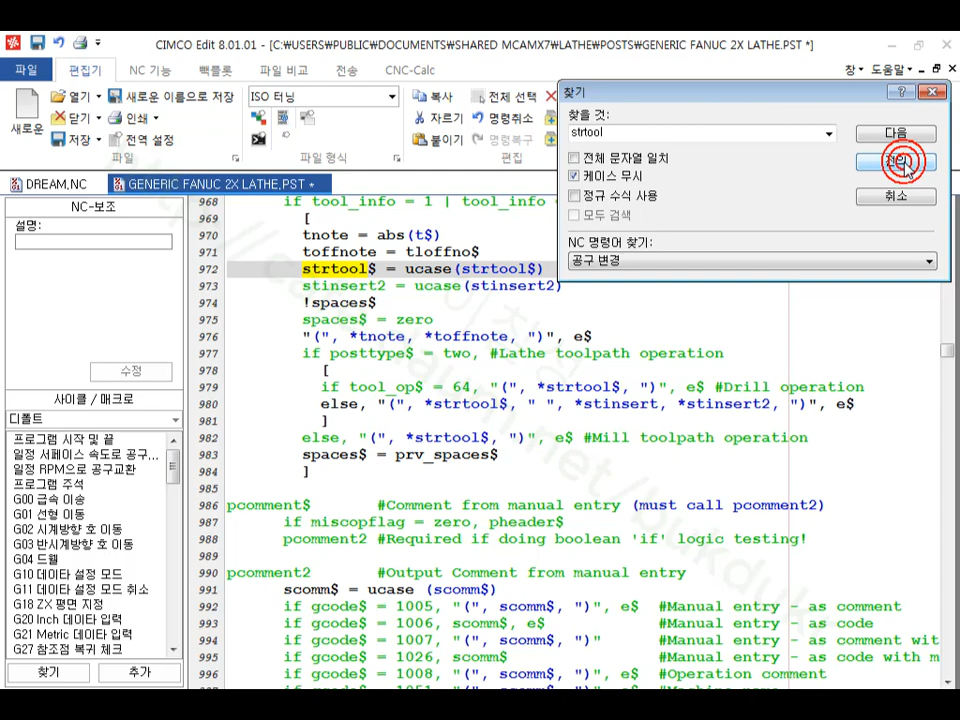 CIMCO Edit 8.01.01 - [C:₩USERS₩PUBLIC₩DOCUMENTS₩SHARED MCAMX7₩LATHE₩POSTS₩GENERIC FANUC 2X LATHE.PST *]
파일 편집기 NC 기능 백플롯 파일 비교 전송 CNC-Calc 창 도움말
새로운
열기 새로운 이름으로 저장
닫기 인쇄
저장 전역 설정
파일
ISO 터닝
파일 형식
복사 전체 선택
자르기 명령취소
붙이기 명령복구
편집
찾기
찾을 것:
strtool
다음
전체 문자열 일치
케이스 무시
정규 수식 사용
모두 검색
취소
NC 명령어 찾기:
공구 변경
DREAM.NC GENERIC FANUC 2X LATHE.PST *
NC-보조
설명:
수정
사이클 / 매크로
디폴트
프로그램 시작 및 끝
일정 서페이스 속도로 공구...
일정 RPM으로 공구교환
프로그램 주석
G00 급속 이송
G01 선형 이동
G02 시계방향 호 이동
G03 반시계방향 호 이동
G04 드웰
G10 데이타 설정 모드
G11 데이타 설정 모드 취소
G18 ZX 평면 지정
G20 Inch 데이타 입력
G21 Metric 데이타 입력
G27 참조점 복귀 체크
찾기 추가
968 if tool_info = 1 | tool_info =
969 [
970 tnote = abs(t$)
971 toffnote = tloffno$
972 strtool$ = ucase(strtool$)
973 stinsert2 = ucase(stinsert2)
974 !spaces$
975 spaces$ = zero
976 "(", *tnote, *toffnote, ")", e$
977 if posttype$ = two, #Lathe toolpath operation
978 [
979 if tool_op$ = 64, "(", *strtool$, ")", e$ #Drill operation
980 else, "(", *strtool$, " ", *stinsert, *stinsert2, ")", e$
981 ]
982 else, "(", *strtool$, ")", e$ #Mill toolpath operation
983 spaces$ = prv_spaces$
984 ]
985
986 pcomment$ #Comment from manual entry (must call pcomment2)
987 if miscopflag = zero, pheader$
988 pcomment2 #Required if doing boolean 'if' logic testing!
989
990 pcomment2 #Output Comment from manual entry
991 scomm$ = ucase (scomm$)
992 if gcode$ = 1005, "(", scomm$, ")", e$ #Manual entry - as comment
993 if gcode$ = 1006, scomm$, e$ #Manual entry - as code
994 if gcode$ = 1007, "(", scomm$, ")" #Manual entry - as comment wit
995 if gcode$ = 1026, scomm$ #Manual entry - as code with m
996 if gcode$ = 1008, "(", scomm$, ")", e$ #Operation comment